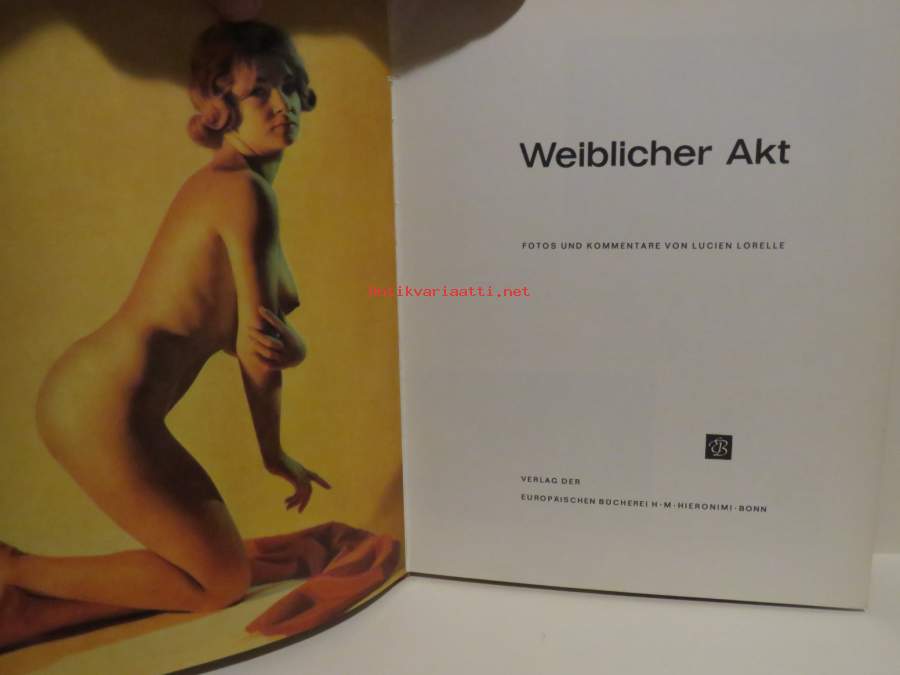 Weiblicher Akt
FOTOS UND KOMMENTARE VON LUCIEN LORELLE
Antikvariaatti.net
VERLAG DER
EUROPÄISCHEN BÜCHEREI H·M·HIERONIMI·BONN